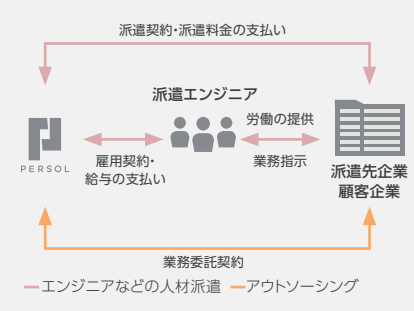 派遣契約・派遣料金の支払い
派遣エンジニア
労働の提供
PERSOL
雇用契約・
給与の支払い
業務指示
派遣先企業
顧客企業
業務委託契約
エンジニアなどの人材派遣 アウトソーシング